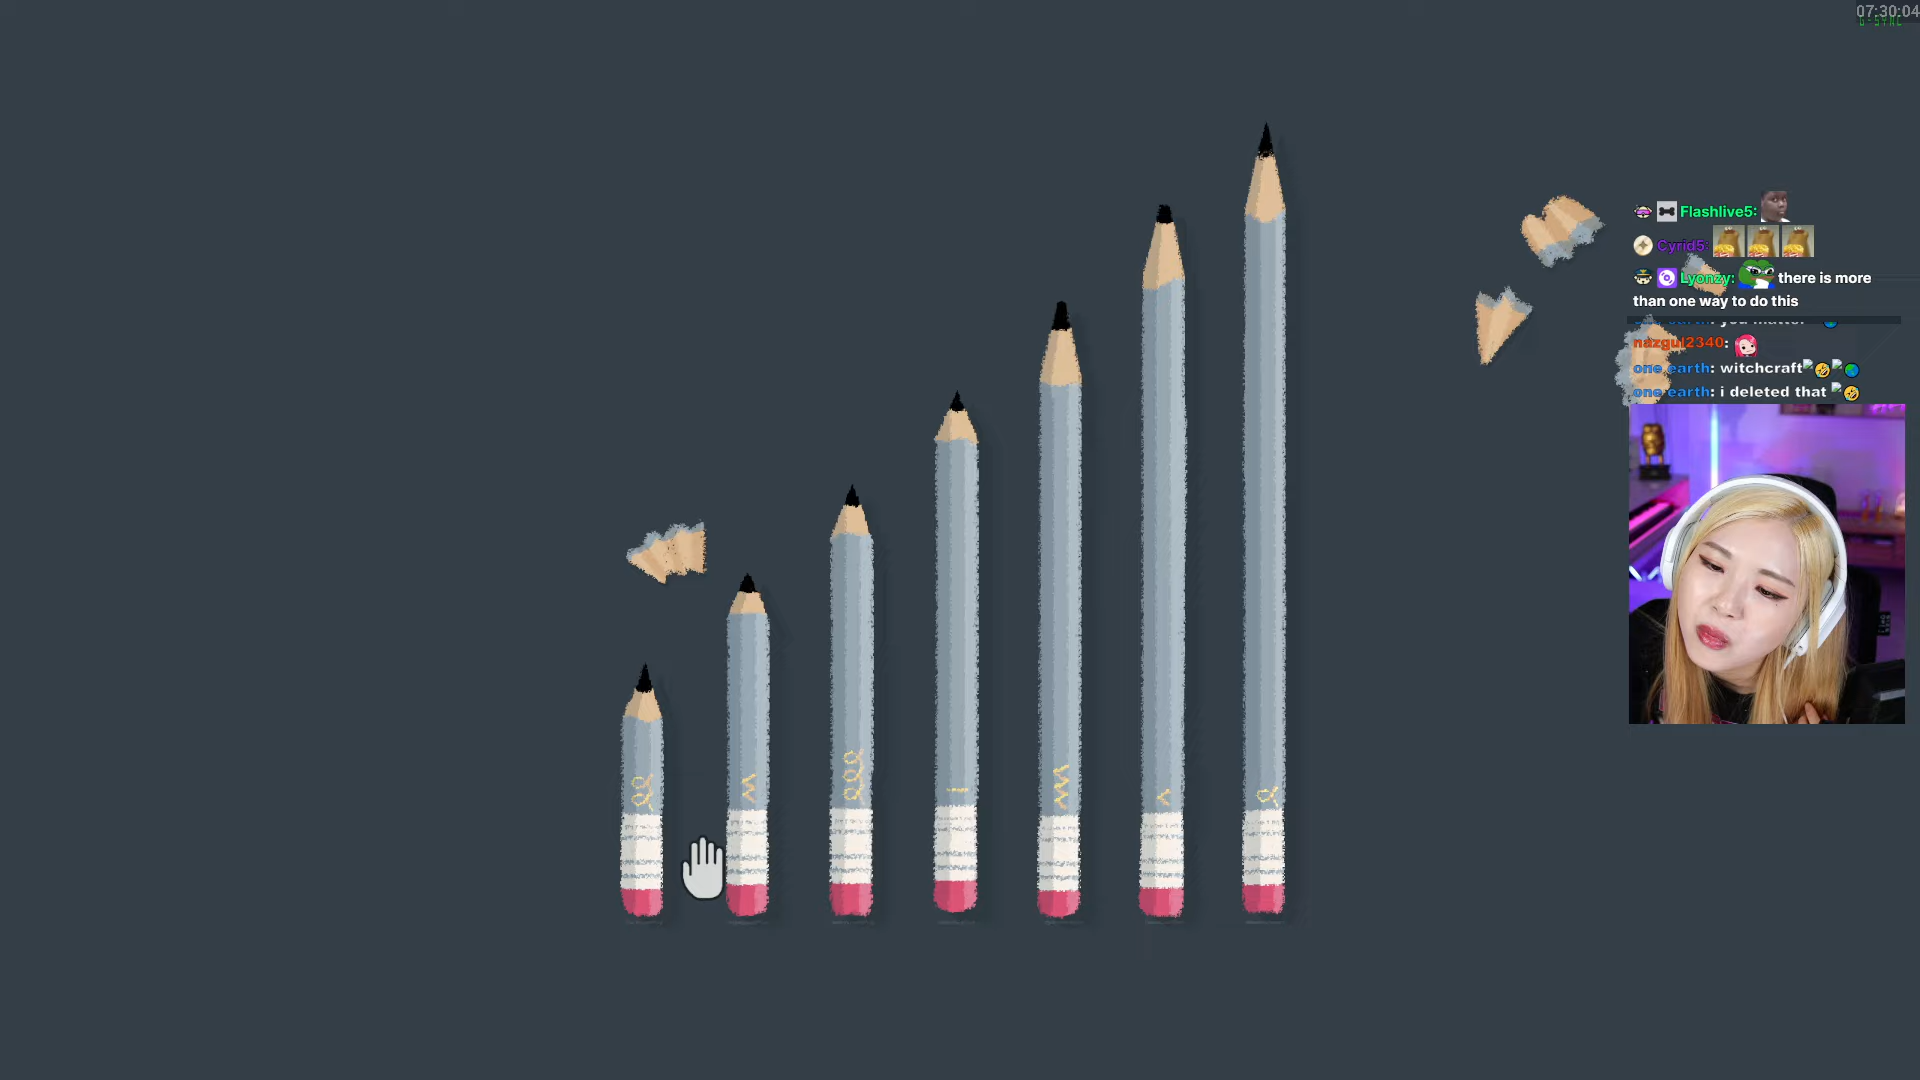 07:30:04
Flashlive5:
Cyrid5:
Lyonzy: there is more
than one way to do this
nazgul2340:
one earth: witchcraft
one earth: i deleted that